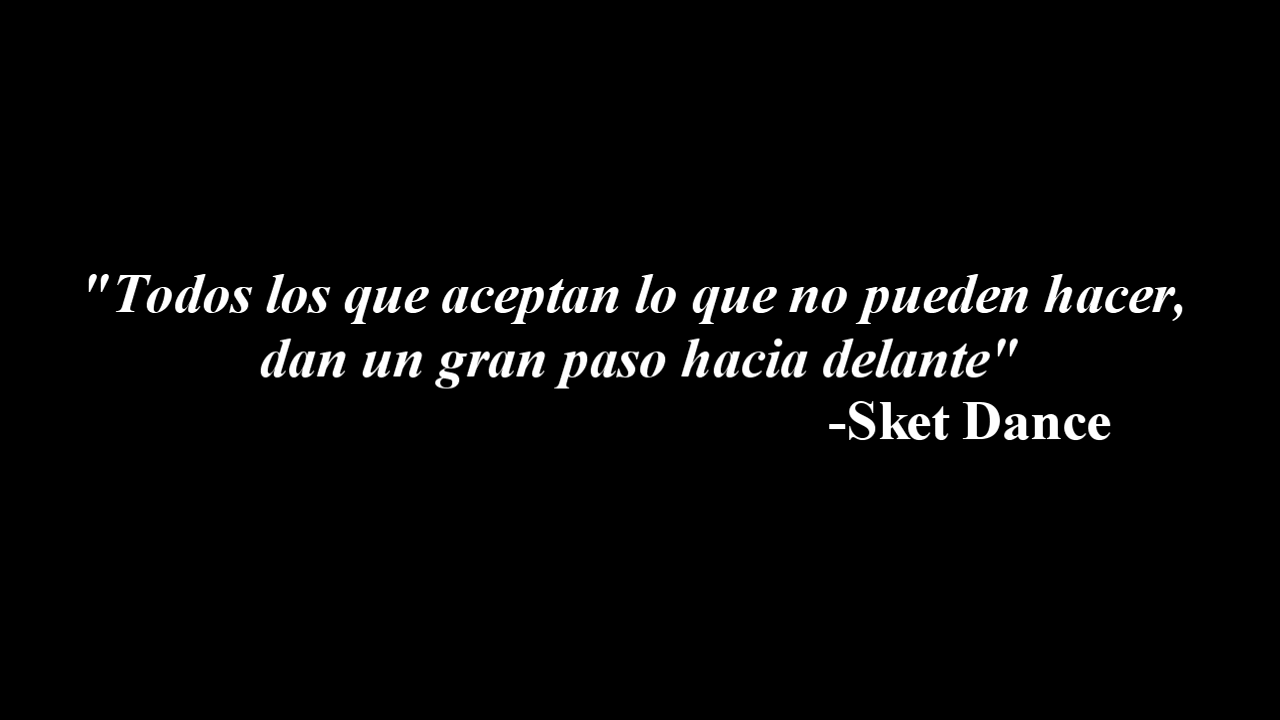 "Todos los que aceptan lo que no pueden hacer,
dan un gran paso hacia delante"
-Sket Dance